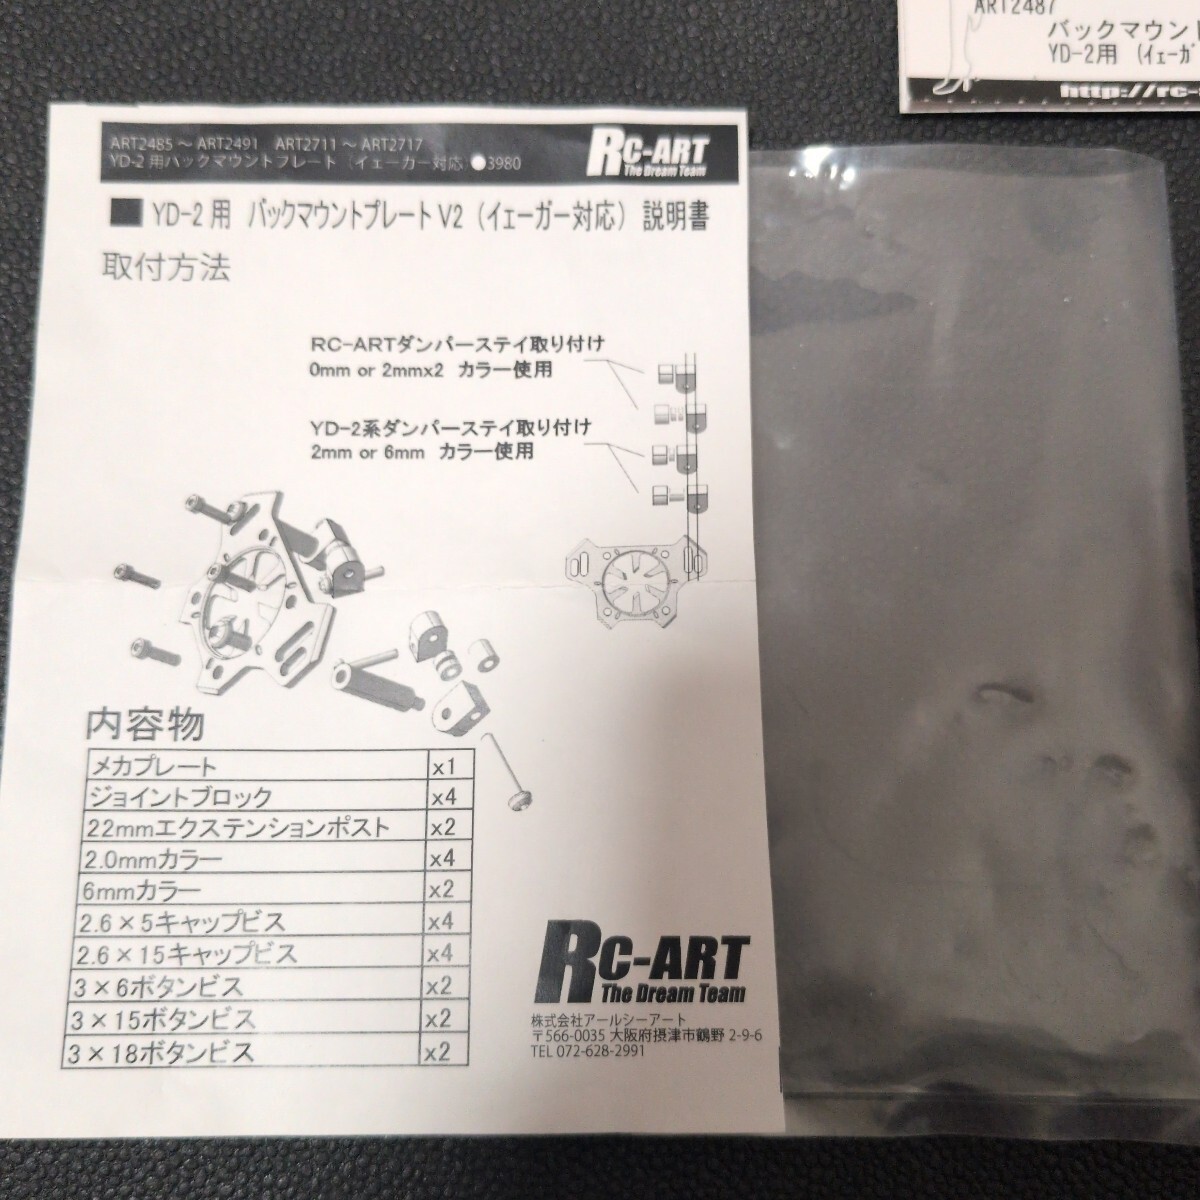 ART2487
バックマウント
YD-2用 (イェーガ
http://rc-
ART2485～ART2491 ART2711～ART2717
YD-2用バックマウントプレート（イェーガー対応 ●3980
RC-ART
The Dream Team
■ YD-2用 バックマウントプレートV2（イェーガー対応）説明書
取付方法
RC-ARTダンパーステイ取り付け
0mm or 2mmx2 カラー使用
YD-2系ダンパーステイ取り付け
2mm or 6mm カラー使用
内容物
メカプレート x1
ジョイントブロック x4
22mmエクステンションポスト x2
2.0mmカラー x4
6mmカラー x2
2.6×5キャップビス x4
2.6×15キャップビス x4
3×6ボタンビス x2
3×15ボタンビス x2
3×18ボタンビス x2
RC-ART
The Dream Team
株式会社アールシーアート
〒566-0035 大阪府摂津市鶴野 2-9-6
TEL 072-628-2991